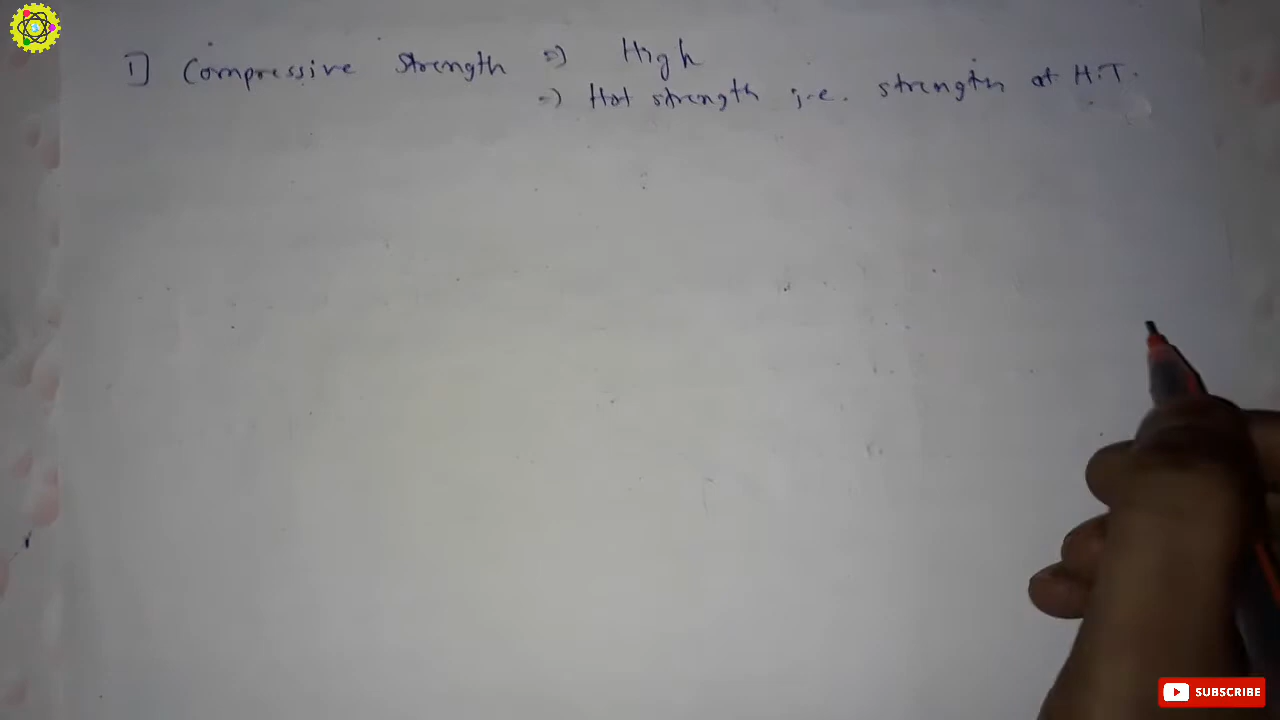 1] Compressive strength => High
=> Hot strength i.e. strength at H.T.
SUBSCRIBE